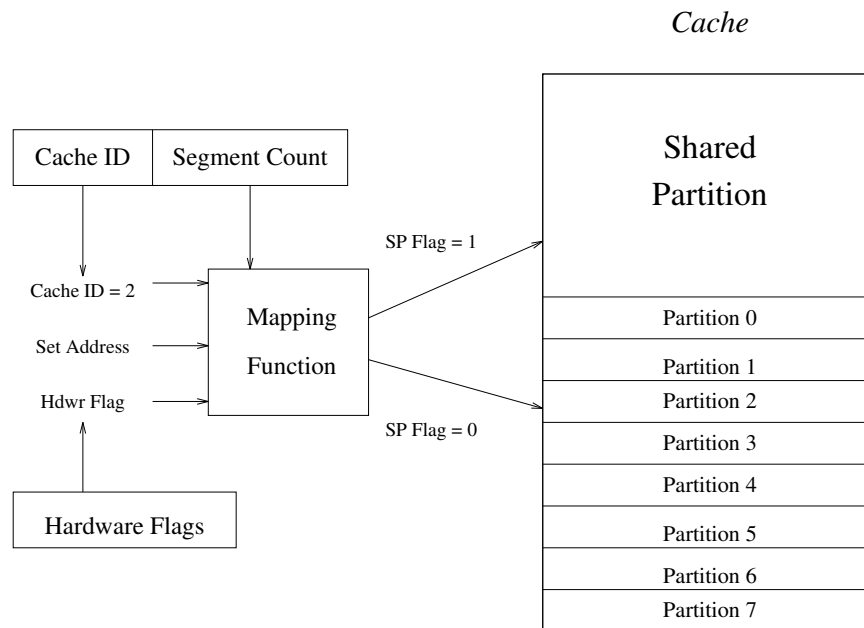 Cache
Cache ID
Segment Count
Shared
Partition
SP Flag = 1
Cache ID = 2
Mapping
Function
Set Address
Hdwr Flag
SP Flag = 0
Hardware Flags
Partition 0
Partition 1
Partition 2
Partition 3
Partition 4
Partition 5
Partition 6
Partition 7